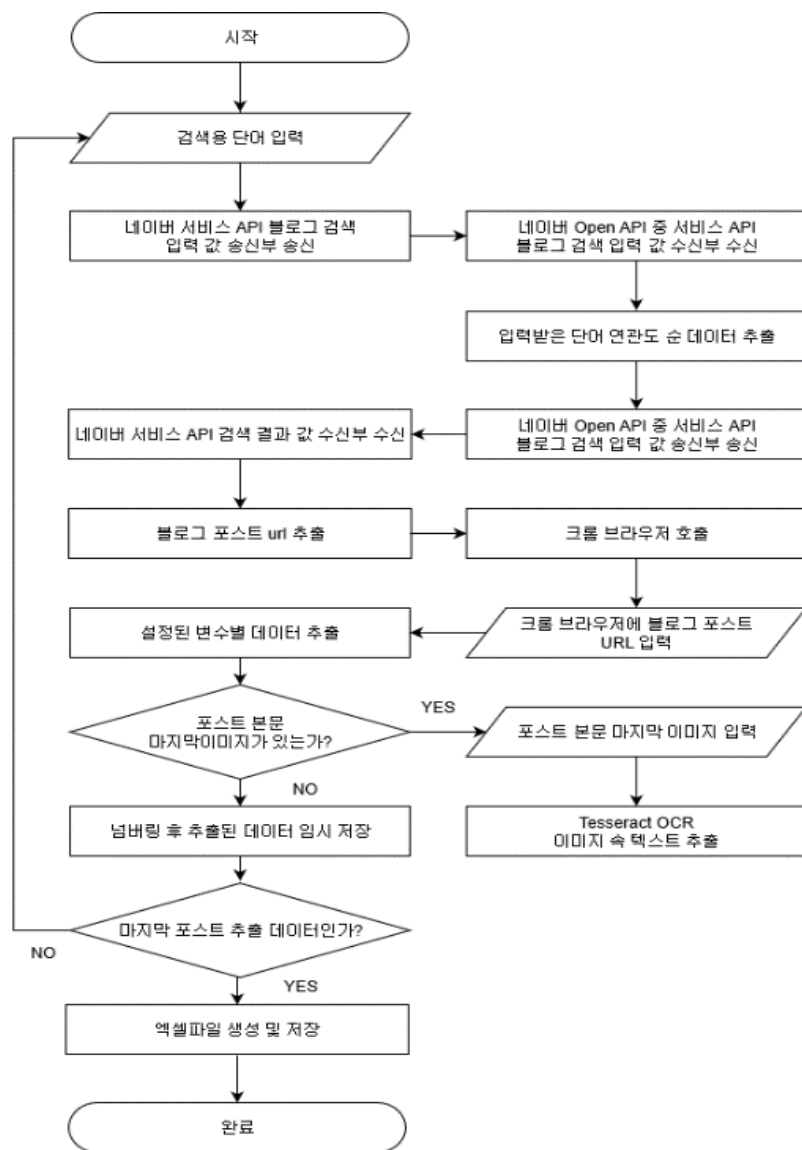 시작
검색용 단어 입력
네이버 서비스 API 블로그 검색
입력 값 송신부 송신
네이버 Open API 중 서비스 API
블로그 검색 입력 값 수신부 수신
입력받은 단어 연관도 순 데이터 추출
네이버 서비스 API 검색 결과 값 수신부 수신
네이버 Open API 중 서비스 API
블로그 검색 입력 값 송신부 송신
블로그 포스트 url 추출
크롬 브라우저 호출
설정된 변수별 데이터 추출
크롬 브라우저에 블로그 포스트
URL 입력
포스트 본문
마지막이미지가 있는가?
YES
포스트 본문 마지막 이미지 입력
NO
넘버링 후 추출된 데이터 임시 저장
Tesseract OCR
이미지 속 텍스트 추출
마지막 포스트 추출 데이터인가?
NO
YES
엑셀파일 생성 및 저장
완료